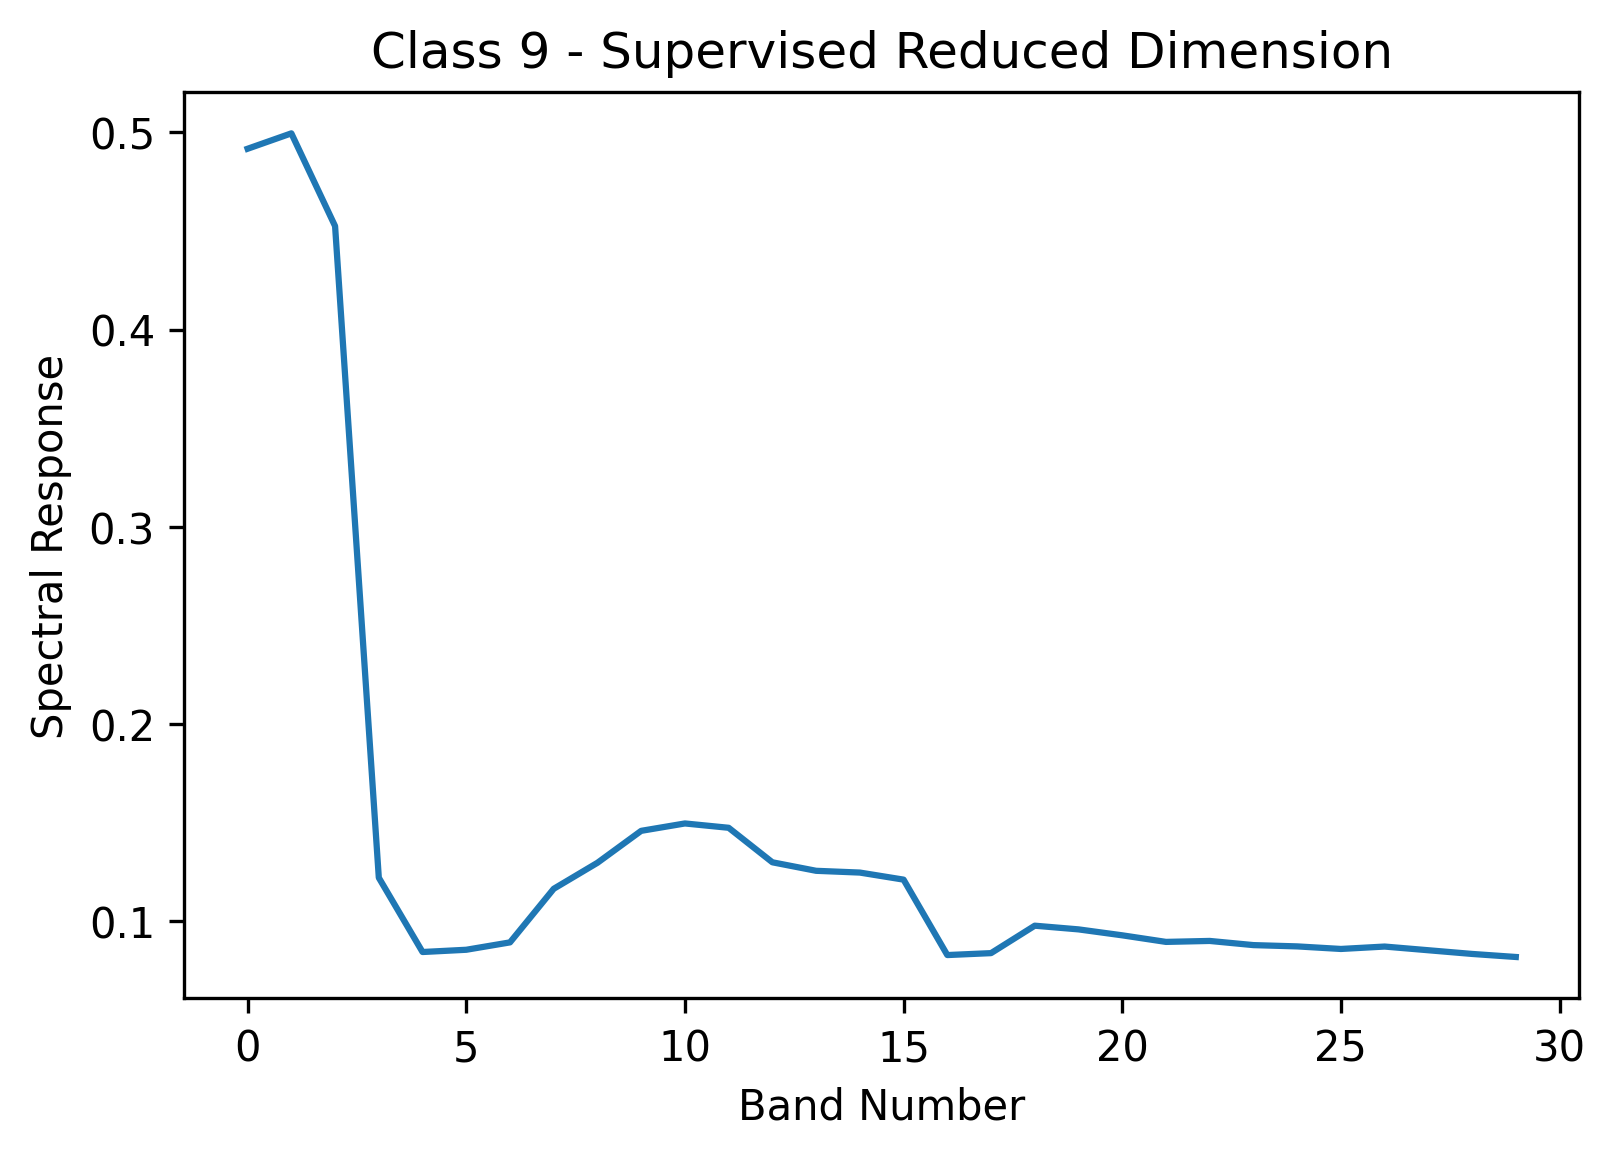 Class 9 - Supervised Reduced Dimension
0.5
0.4
0.3
0.2
0.1
Spectral Response
0 5 10 15 20 25 30
Band Number